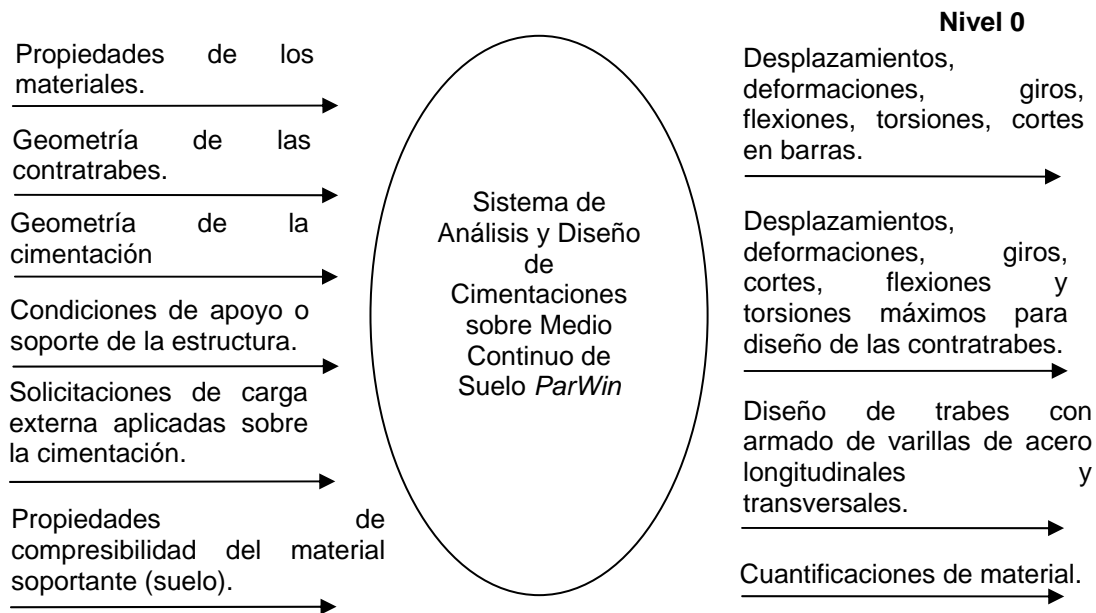 Nivel 0
Propiedades de los
materiales.
Geometría de las
contratrabes.
Geometría de la
cimentación
Condiciones de apoyo o
soporte de la estructura.
Solicitaciones de carga
externa aplicadas sobre
la cimentación.
Propiedades de
compresibilidad del material
soportante (suelo).
Sistema de
Análisis y Diseño
de
Cimentaciones
sobre Medio
Continuo de
Suelo ParWin
Desplazamientos,
deformaciones, giros,
flexiones, torsiones, cortes
en barras.
Desplazamientos,
deformaciones, giros,
cortes, flexiones y
torsiones máximos para
diseño de las contratrabes.
Diseño de trabes con
armado de varillas de acero
longitudinales y
transversales.
Cuantificaciones de material.